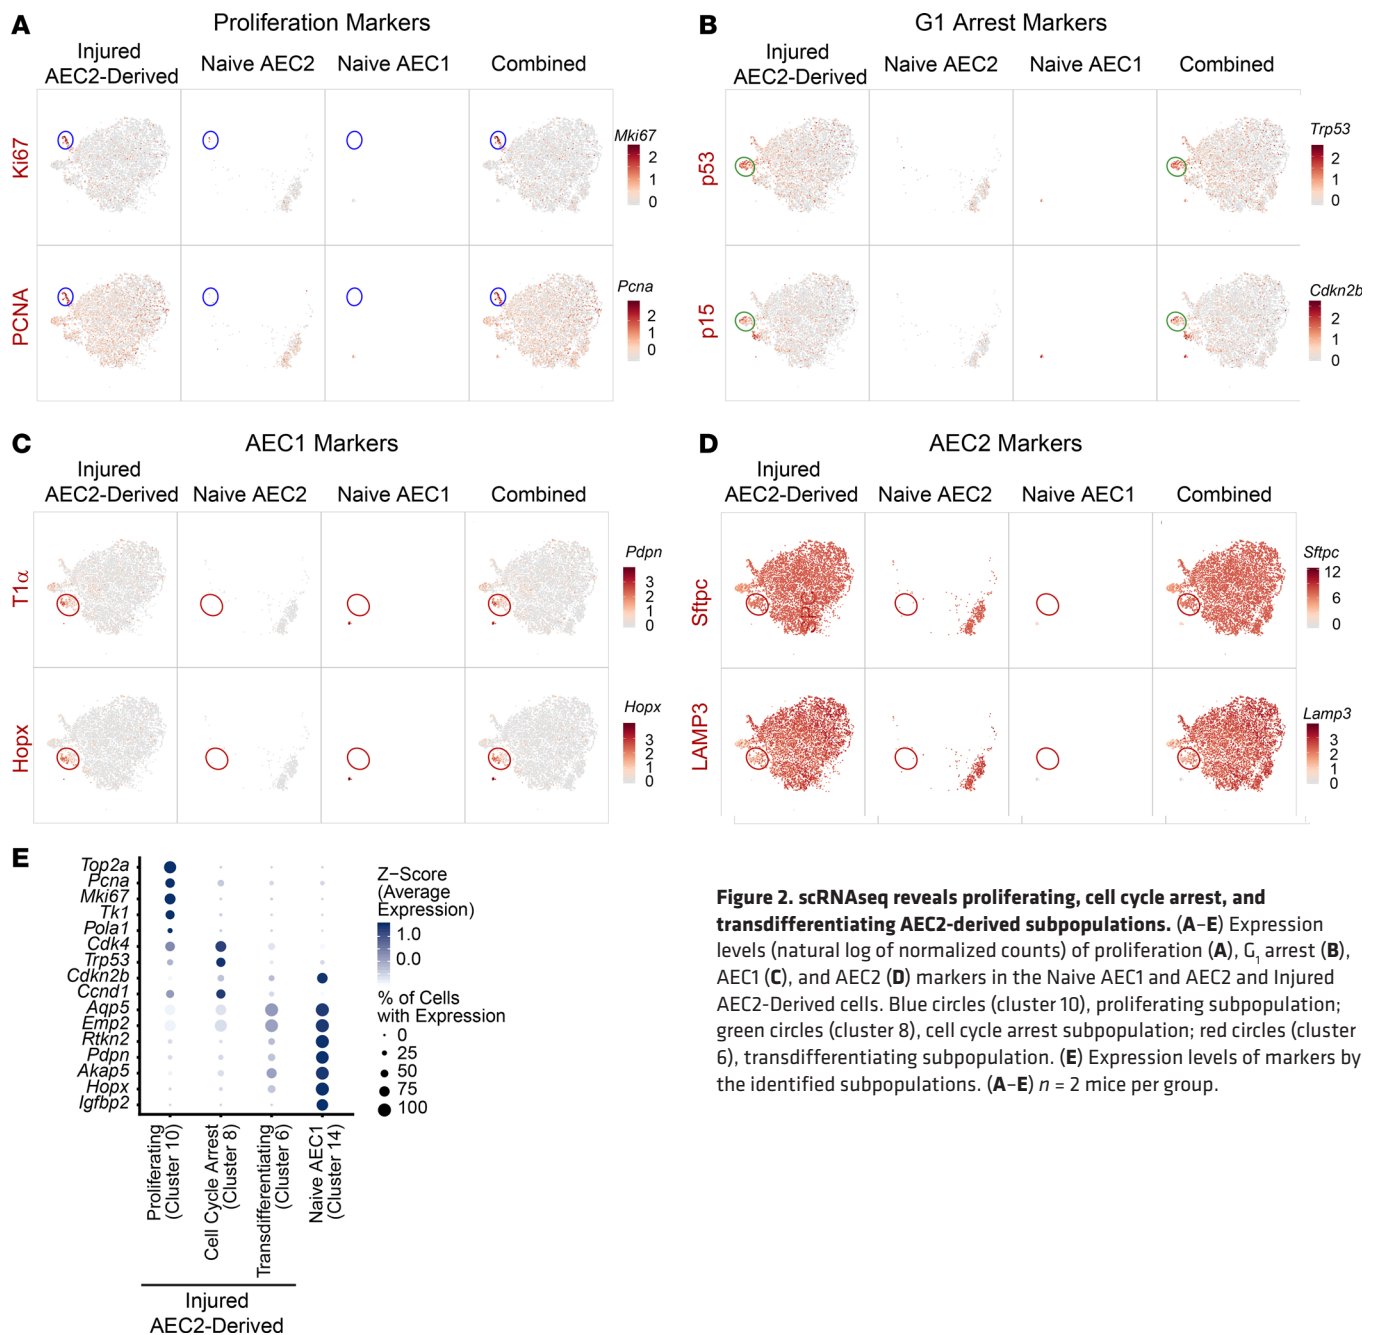 A
Proliferation Markers
Injured
AEC2-Derived
Naive AEC2
Naive AEC1
Combined
Ki67
Mki67
2
1
0
PCNA
Pcna
2
1
0
B
G1 Arrest Markers
Injured
AEC2-Derived
Naive AEC2
Naive AEC1
Combined
p53
Trp53
2
1
0
p15
Cdkn2b
2
1
0
C
AEC1 Markers
Injured
AEC2-Derived
Naive AEC2
Naive AEC1
Combined
T1α
Pdpn
3
2
1
0
Hopx
Hopx
3
2
1
0
D
AEC2 Markers
Injured
AEC2-Derived
Naive AEC2
Naive AEC1
Combined
Sftpc
Sftpc
12
6
0
LAMP3
Lamp3
3
2
1
0
E
Top2a
Pcna
Mki67
Tk1
Pola1
Cdk4
Trp53
Cdkn2b
Ccnd1
Aqp5
Emp2
Rtkn2
Pdpn
Akap5
Hopx
Igfbp2
Z−Score
(Average
Expression)
1.0
0.0
% of Cells
with Expression
0
25
50
75
100
Proliferating
(Cluster 10)
Cell Cycle Arrest
(Cluster 8)
Transdifferentiating
(Cluster 6)
Naive AEC1
(Cluster 14)
Injured
AEC2-Derived
Figure 2. scRNAseq reveals proliferating, cell cycle arrest, and
transdifferentiating AEC2-derived subpopulations. (A–E) Expression
levels (natural log of normalized counts) of proliferation (A), G1 arrest (B),
AEC1 (C), and AEC2 (D) markers in the Naive AEC1 and AEC2 and Injured
AEC2-Derived cells. Blue circles (cluster 10), proliferating subpopulation;
green circles (cluster 8), cell cycle arrest subpopulation; red circles (cluster
6), transdifferentiating subpopulation. (E) Expression levels of markers by
the identified subpopulations. (A–E) n = 2 mice per group.